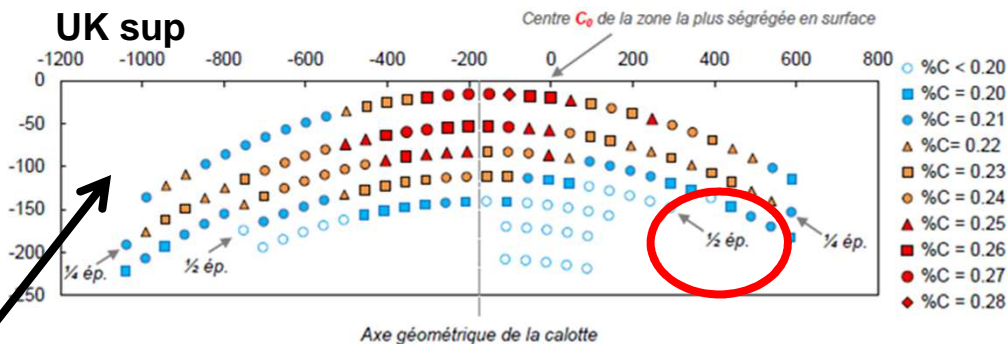 UK sup
Centre C₀ de la zone la plus ségrégée en surface
-1200 -1000 -800 -600 -400 -200 0 200 400 600 800
0
-50
-100
-150
-200
-250
¼ ép.
½ ép.
½ ép.
¼ ép.
Axe géométrique de la calotte
%C < 0.20
%C = 0.20
%C = 0.21
%C= 0.22
%C = 0.23
%C = 0.24
%C = 0.25
%C = 0.26
%C = 0.27
%C = 0.28